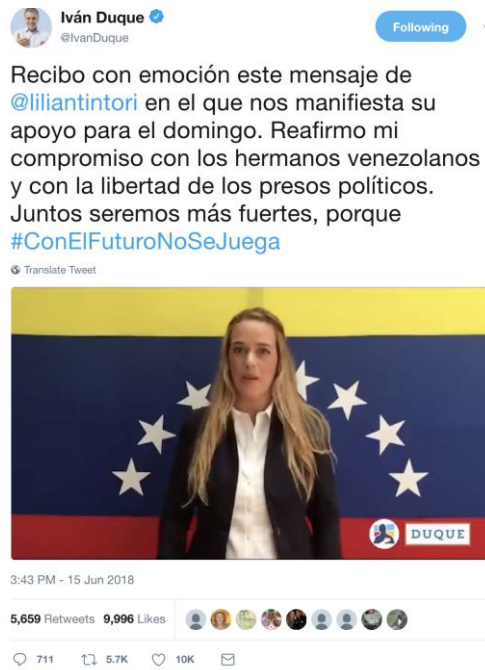 Iván Duque
@IvanDuque
Following
Recibo con emoción este mensaje de
@liliantintori en el que nos manifiesta su
apoyo para el domingo. Reafirmo mi
compromiso con los hermanos venezolanos
y con la libertad de los presos políticos.
Juntos seremos más fuertes, porque
#ConElFuturoNoSeJuega
Translate Tweet
DUQUE
3:43 PM - 15 Jun 2018
5,659 Retweets 9,996 Likes
711 5.7K 10K